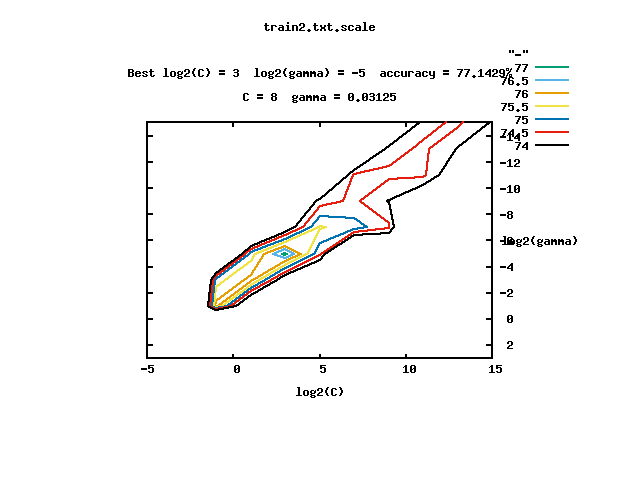 train2.txt.scale
"-"
Best log2(C) = 3 log2(gamma) = -5 accuracy = 77.1429%
77
76.5
76
75.5
75
74.5
74
C = 8 gamma = 0.03125
-14
-12
-10
-8
-6
log2(gamma)
-4
-2
0
2
-5 0 5 10 15
log2(C)